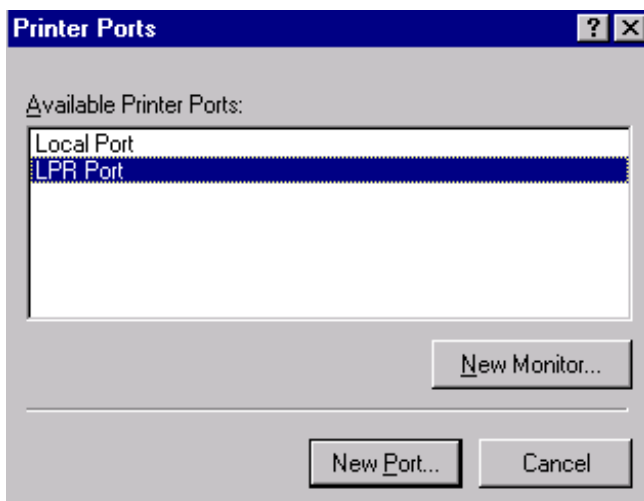 Printer Ports
Available Printer Ports:
Local Port
LPR Port
New Monitor...
New Port...
Cancel